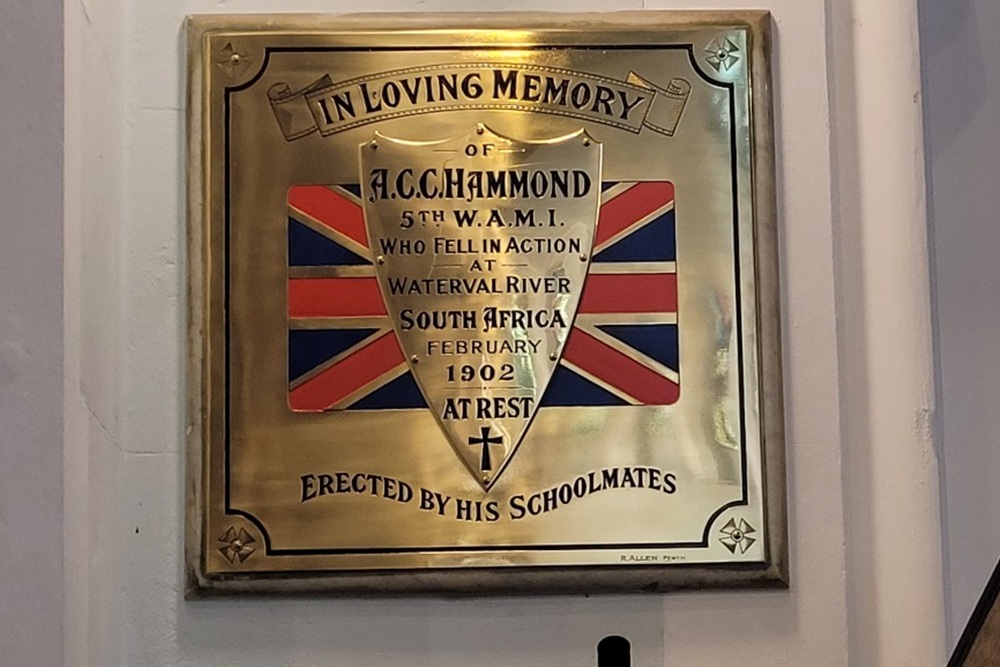 IN LOVING MEMORY
OF
A.C.C. HAMMOND
5TH W.A.M.I.
WHO FELL IN ACTION
AT
WATERVAL RIVER
SOUTH AFRICA
FEBRUARY
1902
AT REST
ERECTED BY HIS SCHOOLMATES
R. ALLEN PERTH